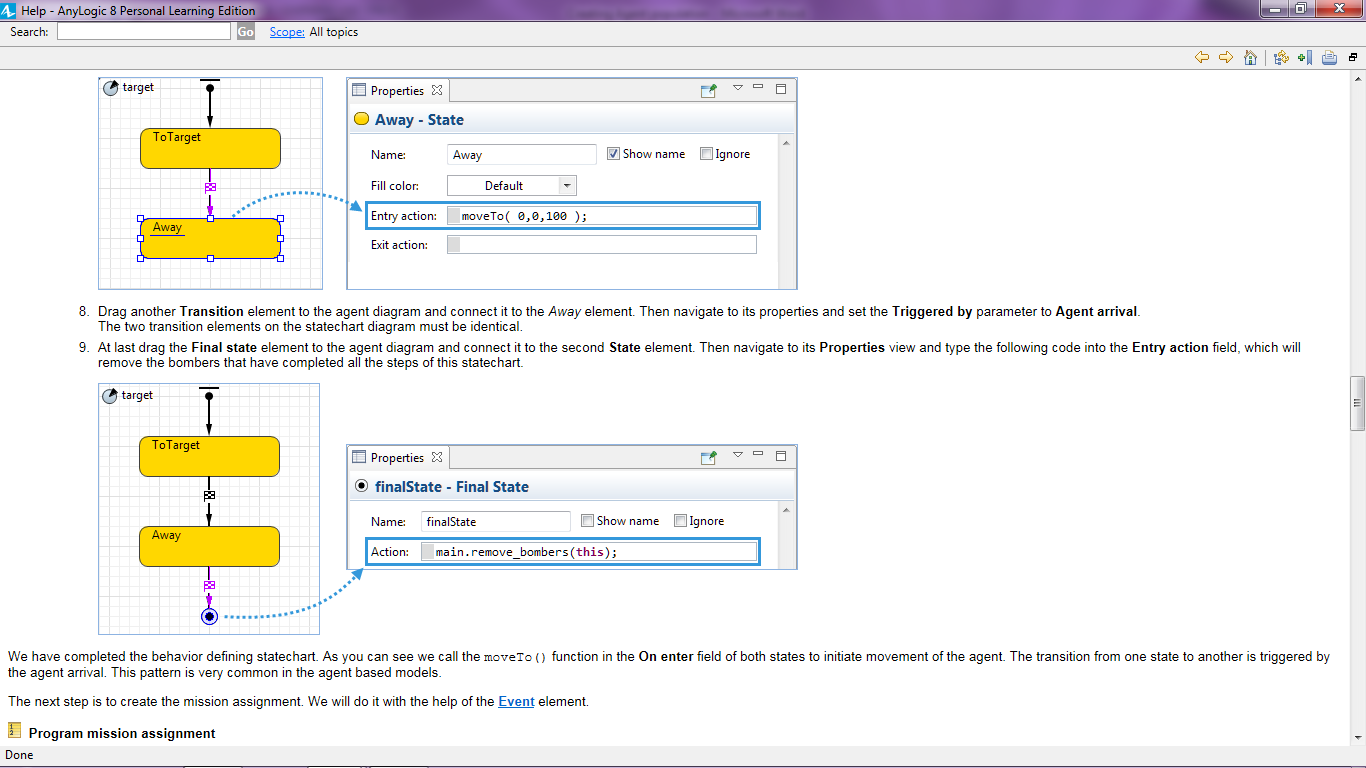 Help - AnyLogic 8 Personal Learning Edition
Search: Go Scope: All topics
target
ToTarget
Away
Properties
Away - State
Name: Away Show name Ignore
Fill color: Default
Entry action: moveTo( 0,0,100 );
Exit action:
8. Drag another Transition element to the agent diagram and connect it to the Away element. Then navigate to its properties and set the Triggered by parameter to Agent arrival.
The two transition elements on the statechart diagram must be identical.
9. At last drag the Final state element to the agent diagram and connect it to the second State element. Then navigate to its Properties view and type the following code into the Entry action field, which will
remove the bombers that have completed all the steps of this statechart.
target
ToTarget
Away
Properties
finalState - Final State
Name: finalState Show name Ignore
Action: main.remove_bombers(this);
We have completed the behavior defining statechart. As you can see we call the moveTo() function in the On enter field of both states to initiate movement of the agent. The transition from one state to another is triggered by
the agent arrival. This pattern is very common in the agent based models.
The next step is to create the mission assignment. We will do it with the help of the Event element.
Program mission assignment
Done